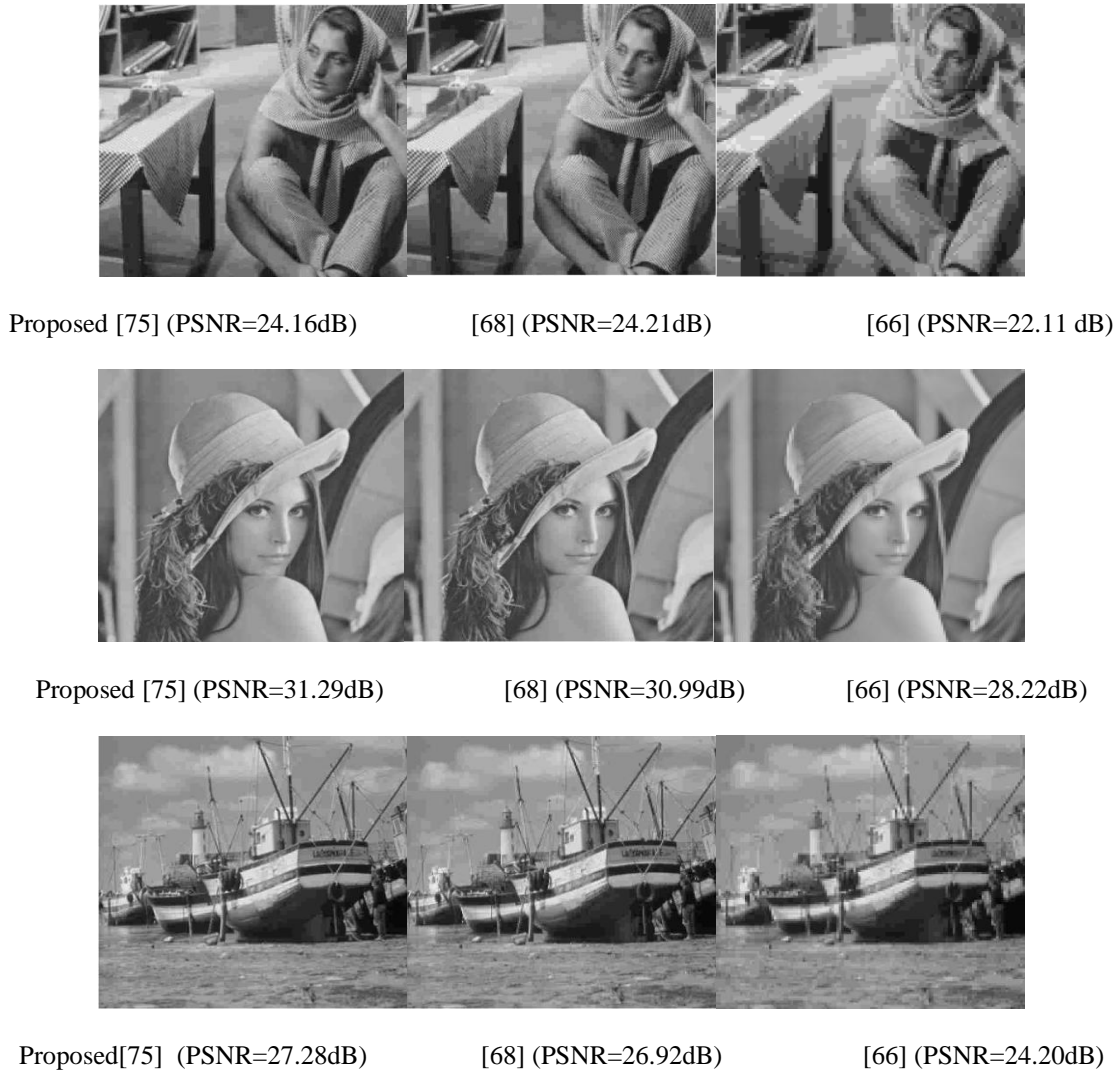 Proposed [75] (PSNR=24.16dB) [68] (PSNR=24.21dB) [66] (PSNR=22.11 dB)
Proposed [75] (PSNR=31.29dB) [68] (PSNR=30.99dB) [66] (PSNR=28.22dB)
Proposed[75] (PSNR=27.28dB) [68] (PSNR=26.92dB) [66] (PSNR=24.20dB)